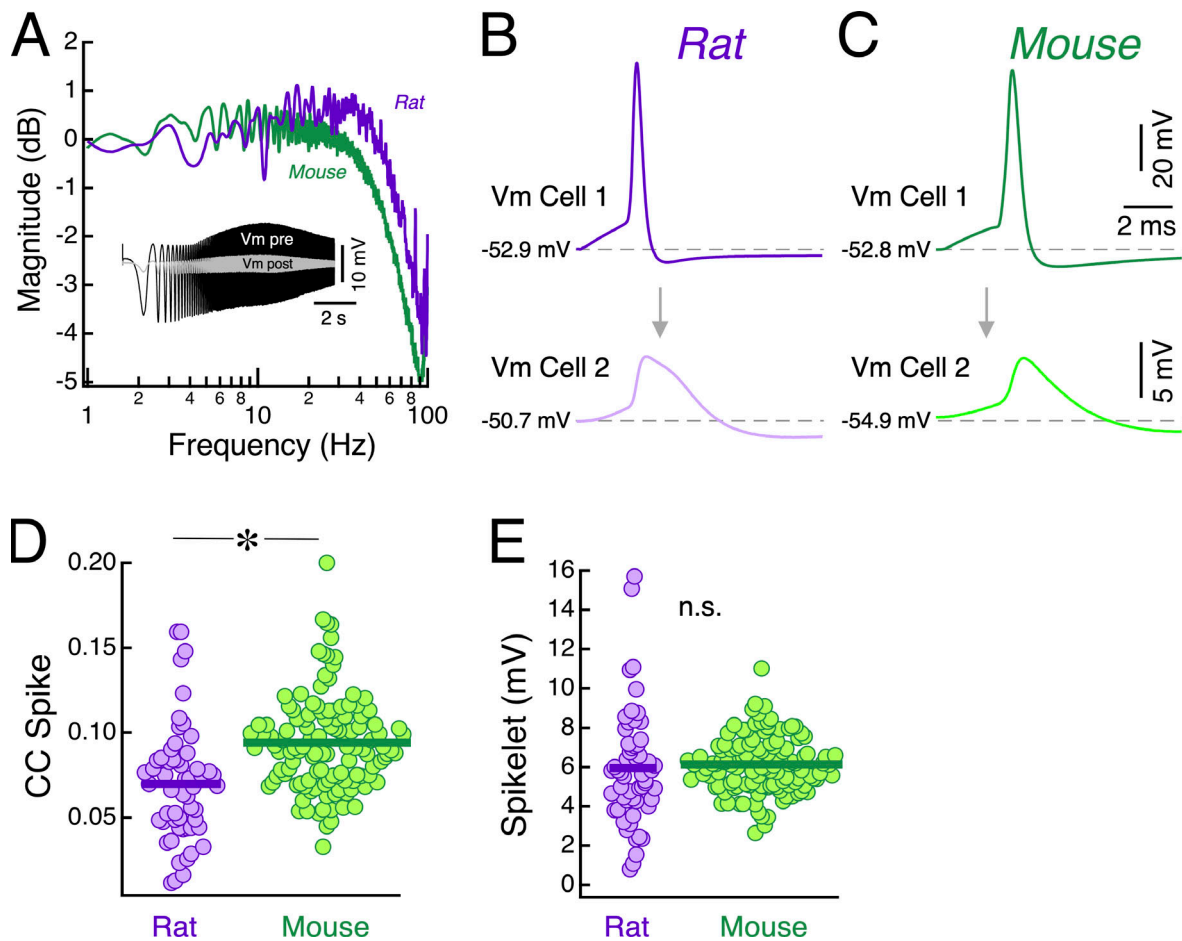 A
2
1
0
-1
-2
-3
-4
-5
Magnitude (dB)
Rat
Mouse
Vm pre
Vm post
10 mV
2 s
1
2
4
6
8
10
2
4
6
8
100
Frequency (Hz)
B
Rat
Vm Cell 1
-52.9 mV
Vm Cell 2
-50.7 mV
C
Mouse
Vm Cell 1
-52.8 mV
20 mV
2 ms
Vm Cell 2
-54.9 mV
5 mV
D
*
0.20
0.15
0.10
0.05
CC Spike
Rat
Mouse
E
n.s.
16
14
12
10
8
6
4
2
0
Spikelet (mV)
Rat
Mouse